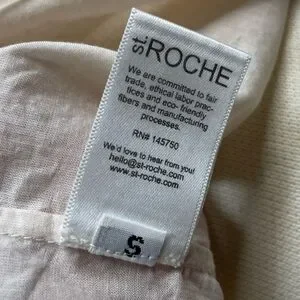 st.ROCHE
We are committed to fair
trade, ethical labor prac-
tices and eco- friendly
fibers and manufacturing
processes.
RN# 145750
We'd love to hear from you!
hello@st-roche.com
www.st-roche.com
S